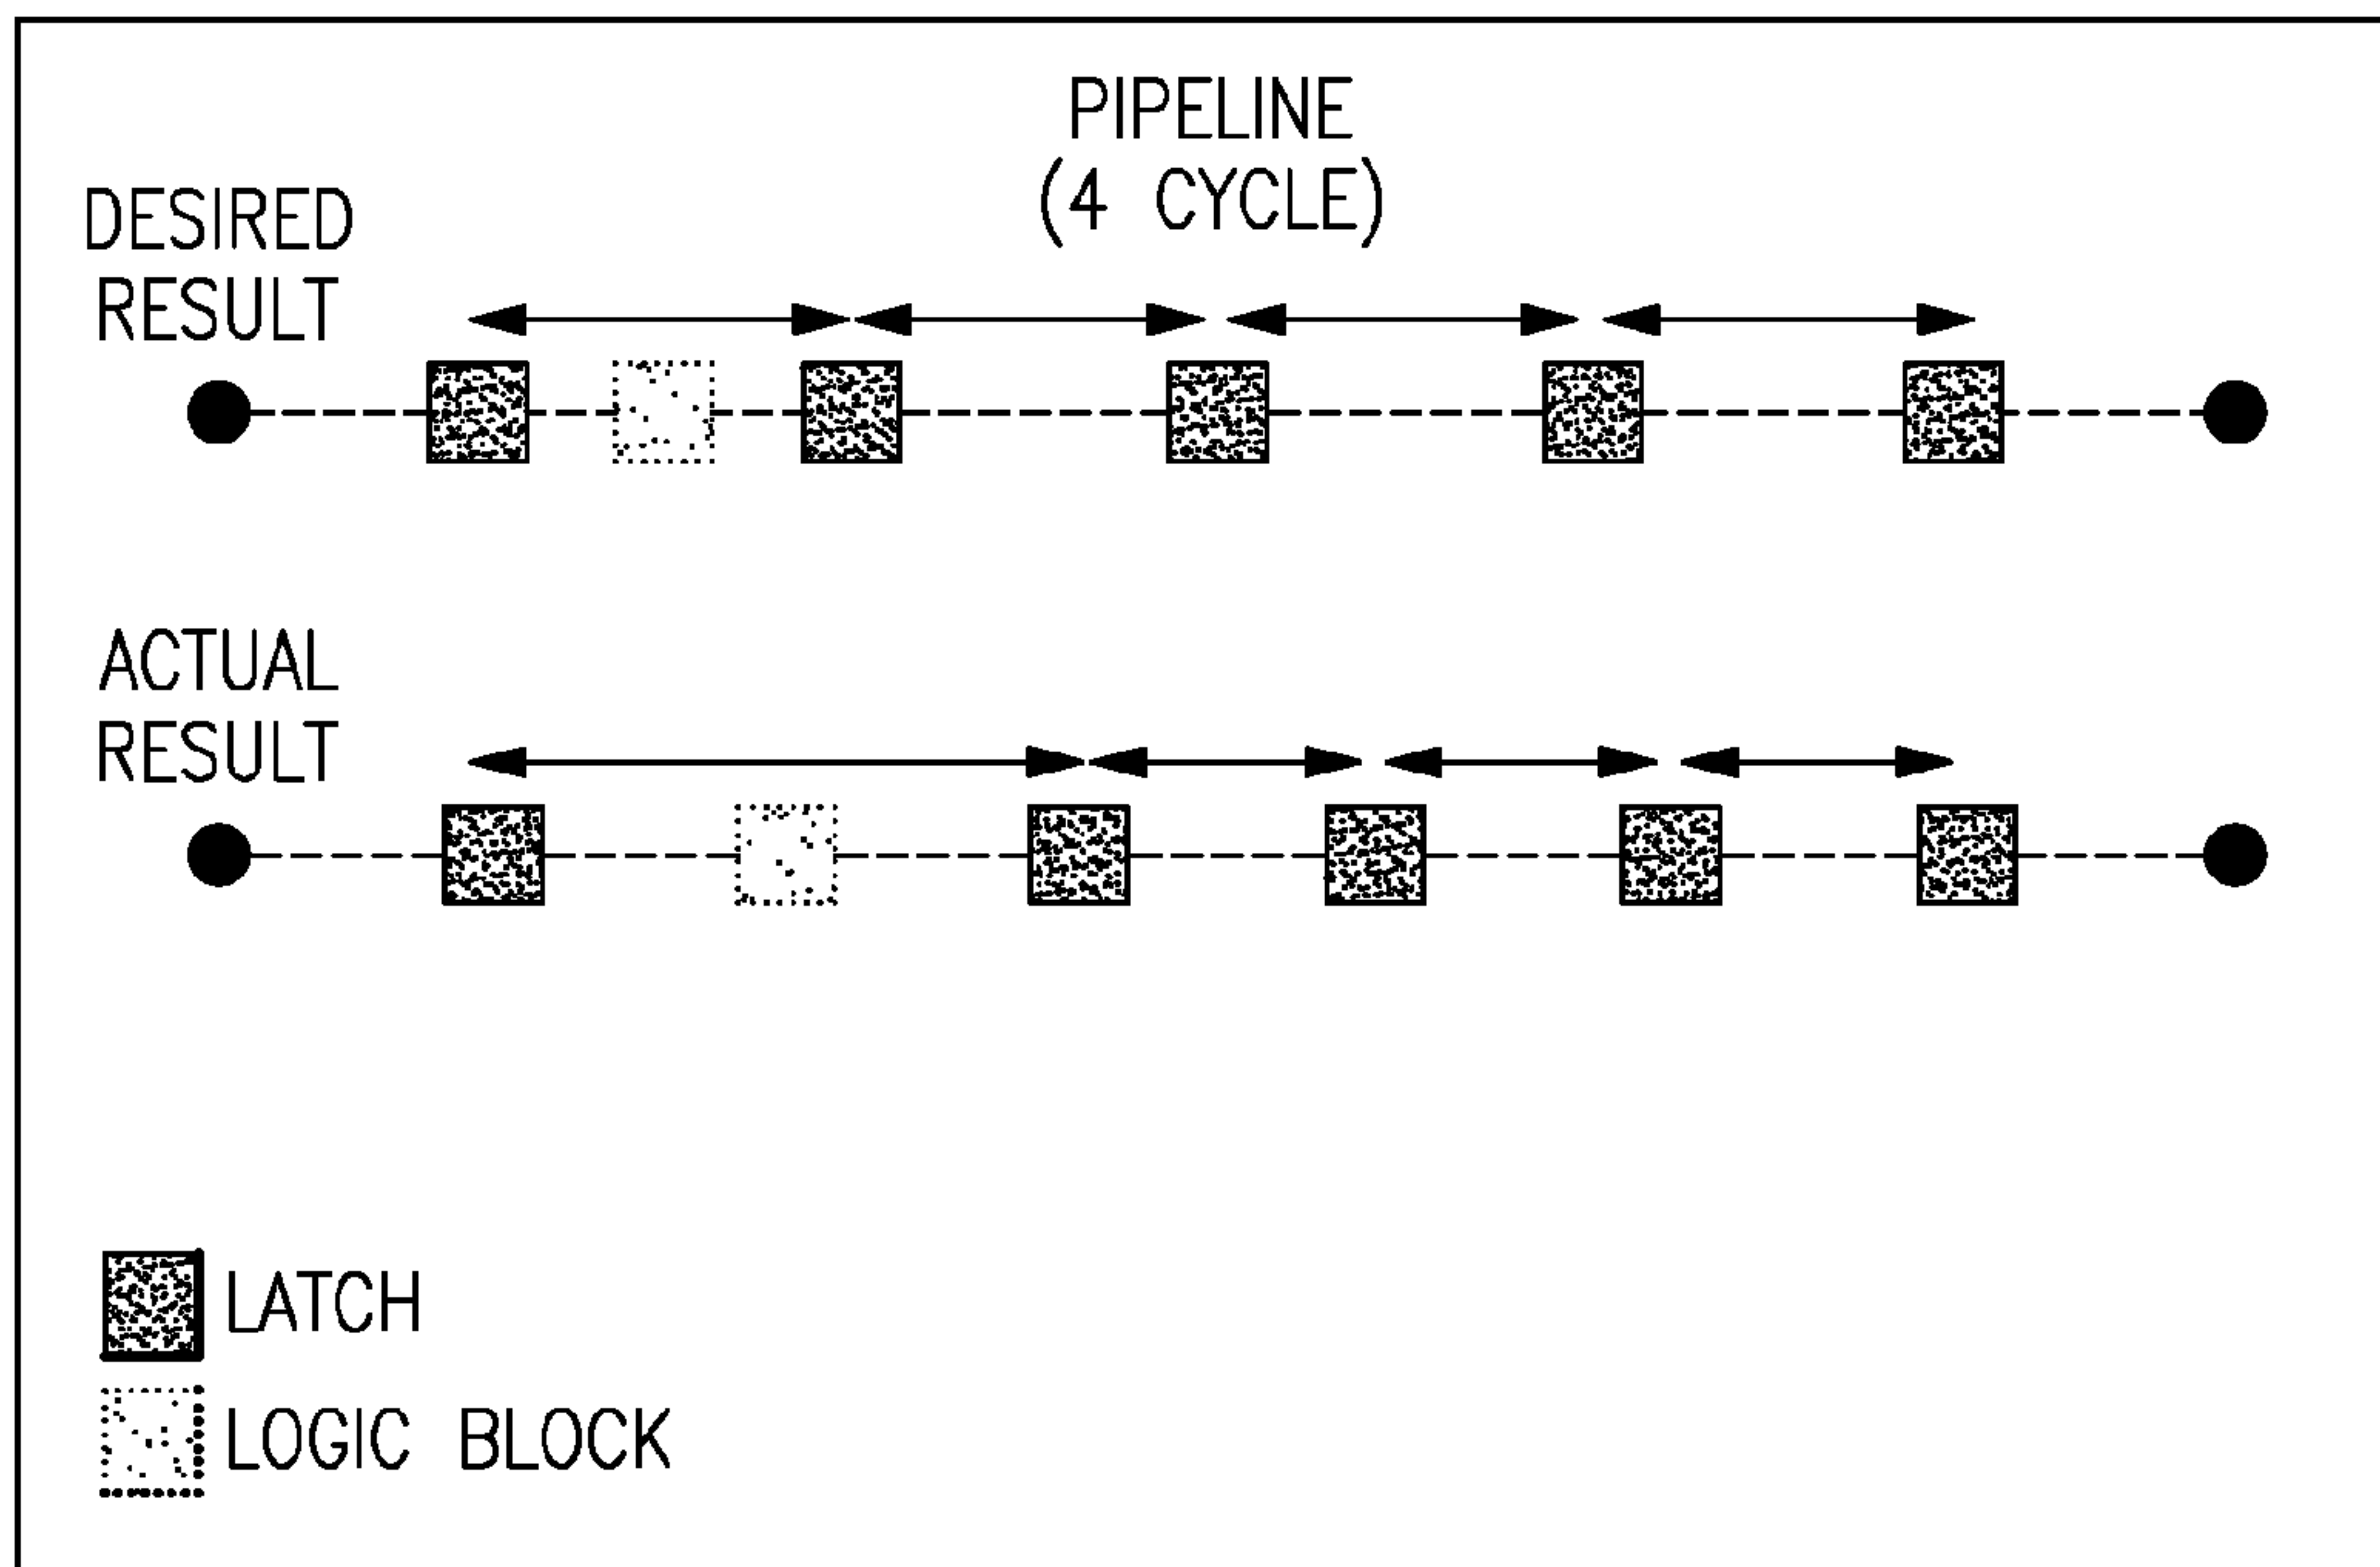 PIPELINE
(4 CYCLE)
DESIRED
RESULT
ACTUAL
RESULT
LATCH
LOGIC BLOCK